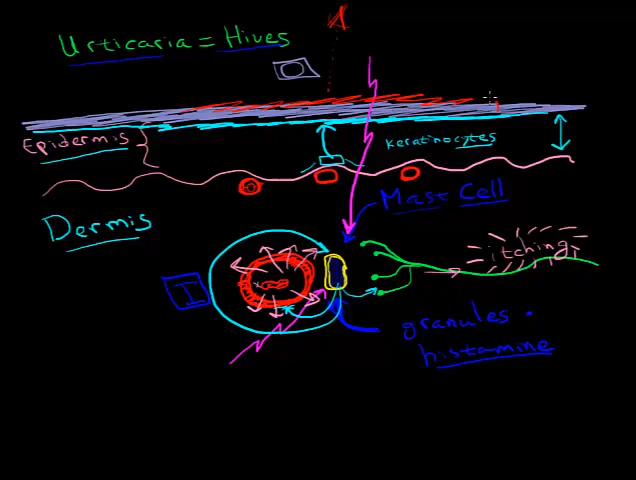 Urticaria = Hives
Epidermis
Keratinocytes
Mast Cell
Dermis
itching
I
granules.
histamine